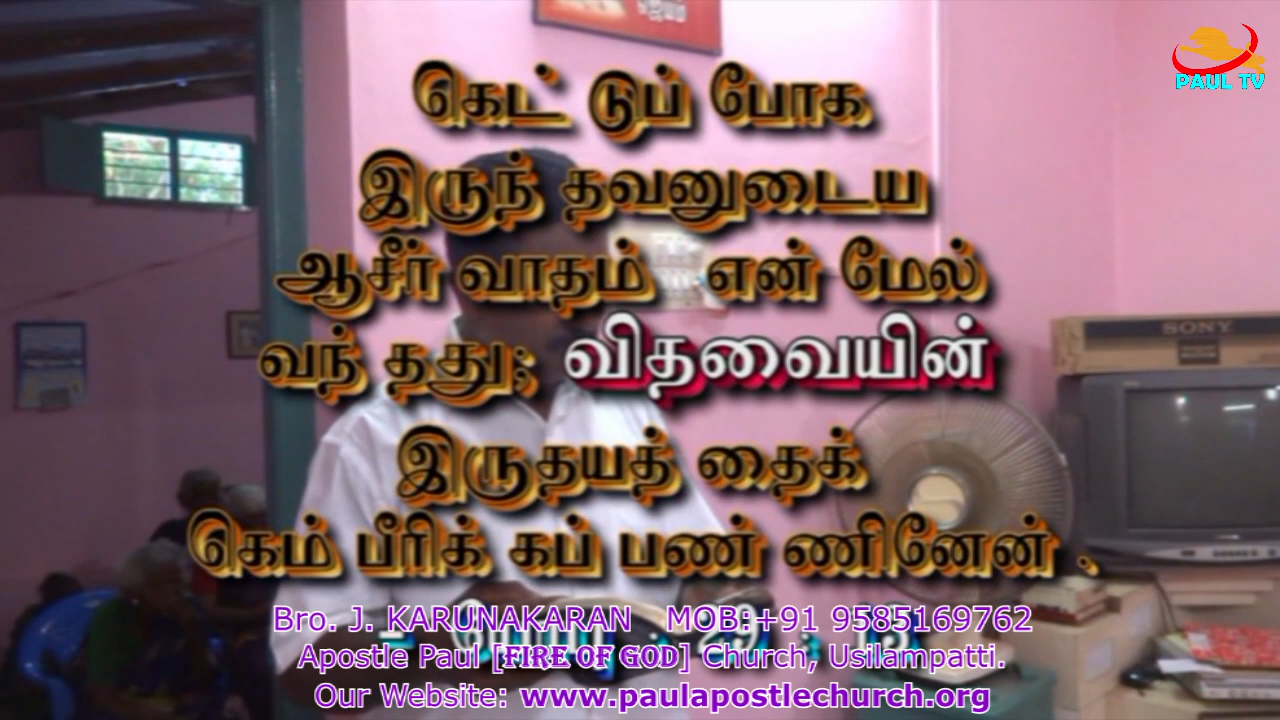 PAUL TV
கெட் டுப் போக
இருந் தவனுடைய
ஆசீர் வாதம் என் மேல்
வந் தது; விதவையின்
SONY
இருதயத் தைக்
கெம் பீரிக் கப் பண் ணினேன் .
Bro. J. KARUNAKARAN MOB:+91 9585169762
Apostle Paul [FIRE OF GOD] Church, Usilampatti.
Our Website: www.paulapostlechurch.org